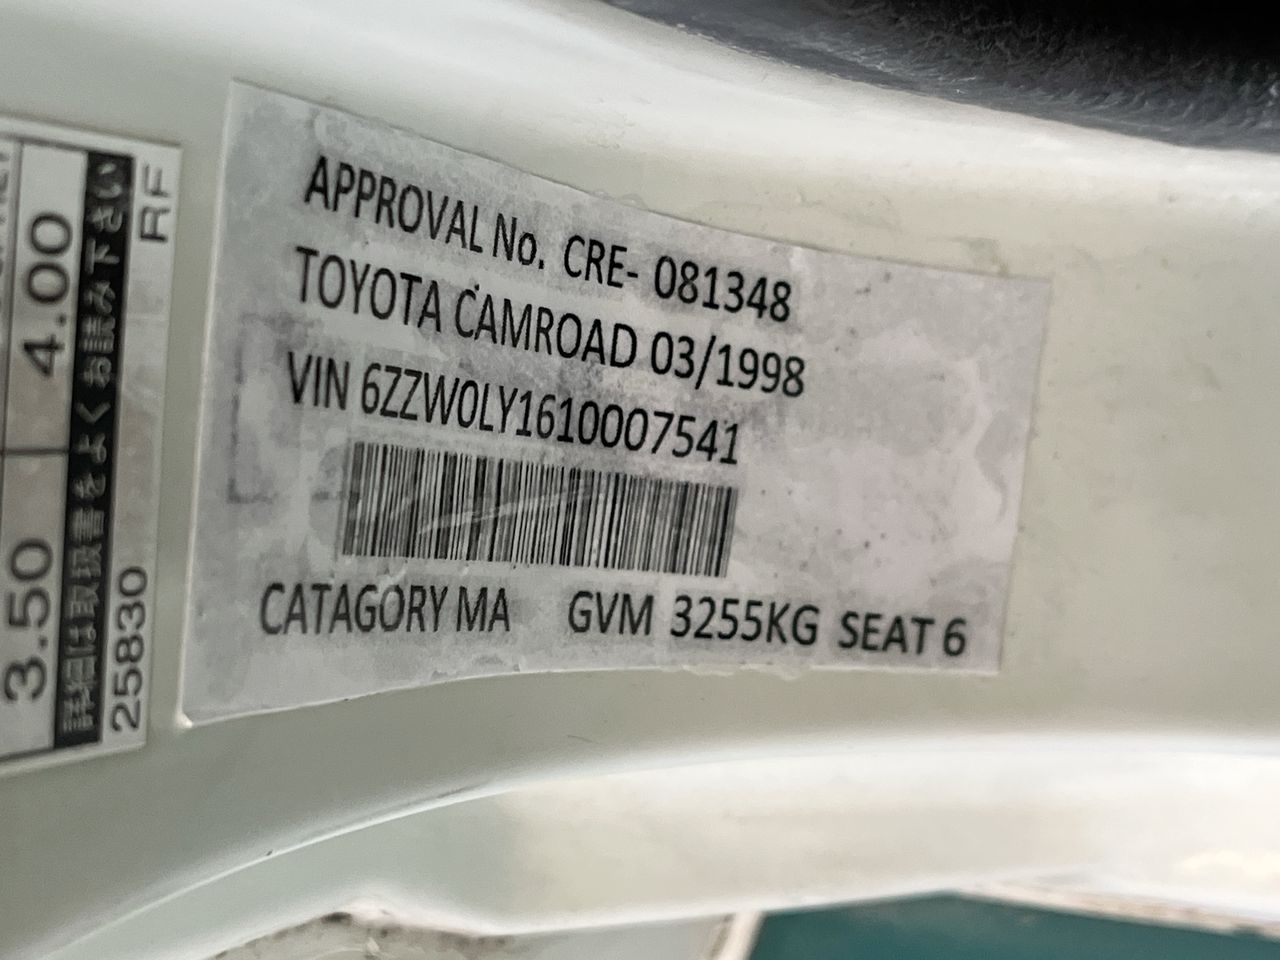 APPROVAL No. CRE- 081348
TOYOTA CAMROAD 03/1998
VIN 6ZZW0LY1610007541
CATAGORY MA GVM 3255KG SEAT 6
3.50 4.00
詳細は取扱書をよくお読み下さい
25830 RF